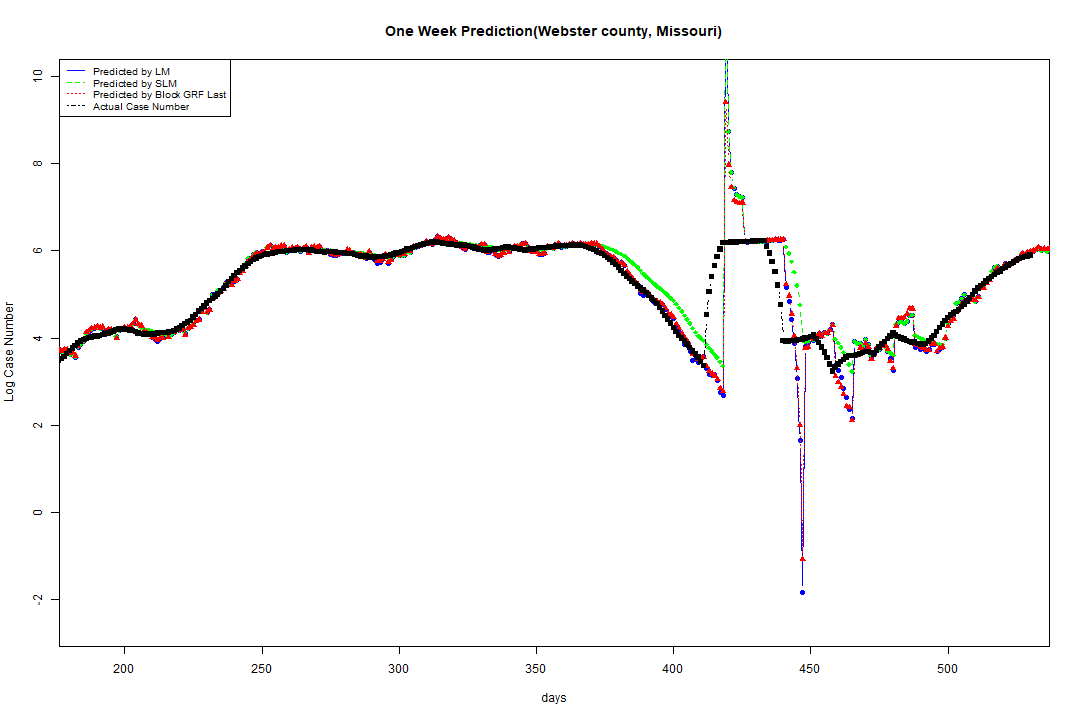 One Week Prediction(Webster county, Missouri)
Predicted by LM
Predicted by SLM
Predicted by Block GRF Last
Actual Case Number
10
8
6
4
2
0
-2
Log Case Number
200 250 300 350 400 450 500
days